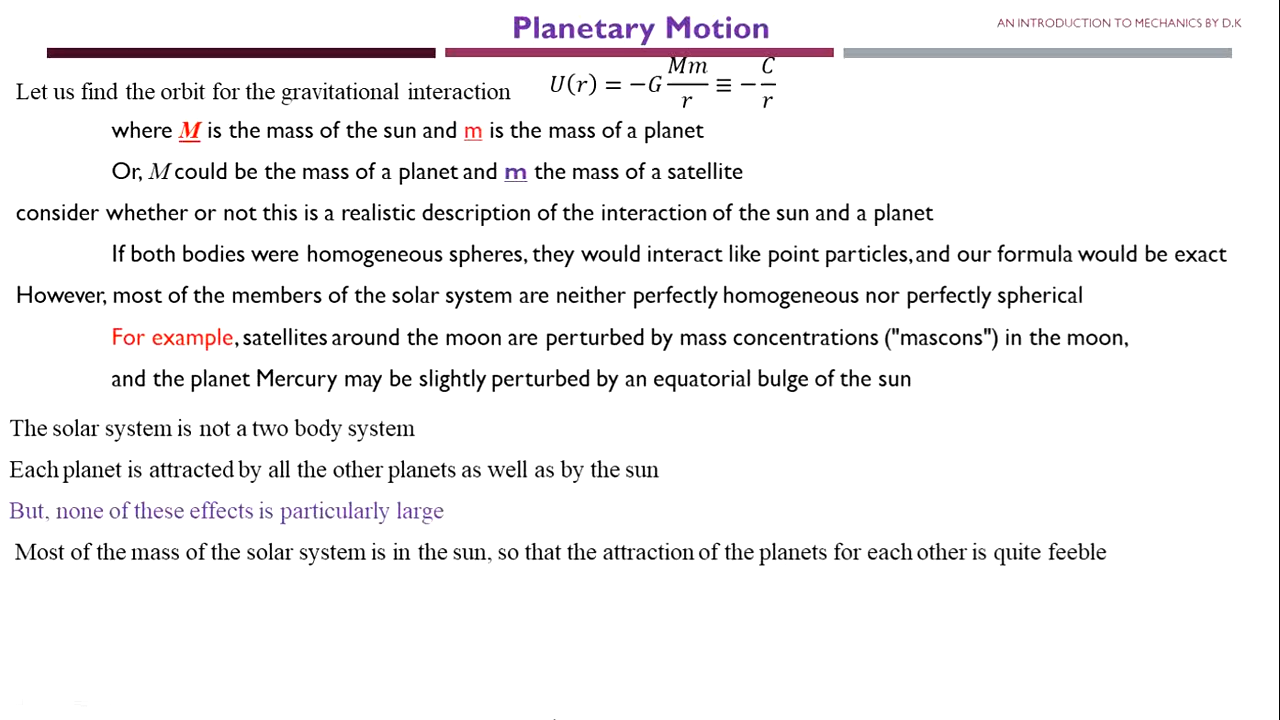 Planetary Motion
AN INTRODUCTION TO MECHANICS BY D.K
Let us find the orbit for the gravitational interaction U(r) = −G Mm/r ≡ − C/r
where M is the mass of the sun and m is the mass of a planet
Or, M could be the mass of a planet and m the mass of a satellite
consider whether or not this is a realistic description of the interaction of the sun and a planet
If both bodies were homogeneous spheres, they would interact like point particles, and our formula would be exact
However, most of the members of the solar system are neither perfectly homogeneous nor perfectly spherical
For example, satellites around the moon are perturbed by mass concentrations ("mascons") in the moon,
and the planet Mercury may be slightly perturbed by an equatorial bulge of the sun
The solar system is not a two body system
Each planet is attracted by all the other planets as well as by the sun
But, none of these effects is particularly large
Most of the mass of the solar system is in the sun, so that the attraction of the planets for each other is quite feeble